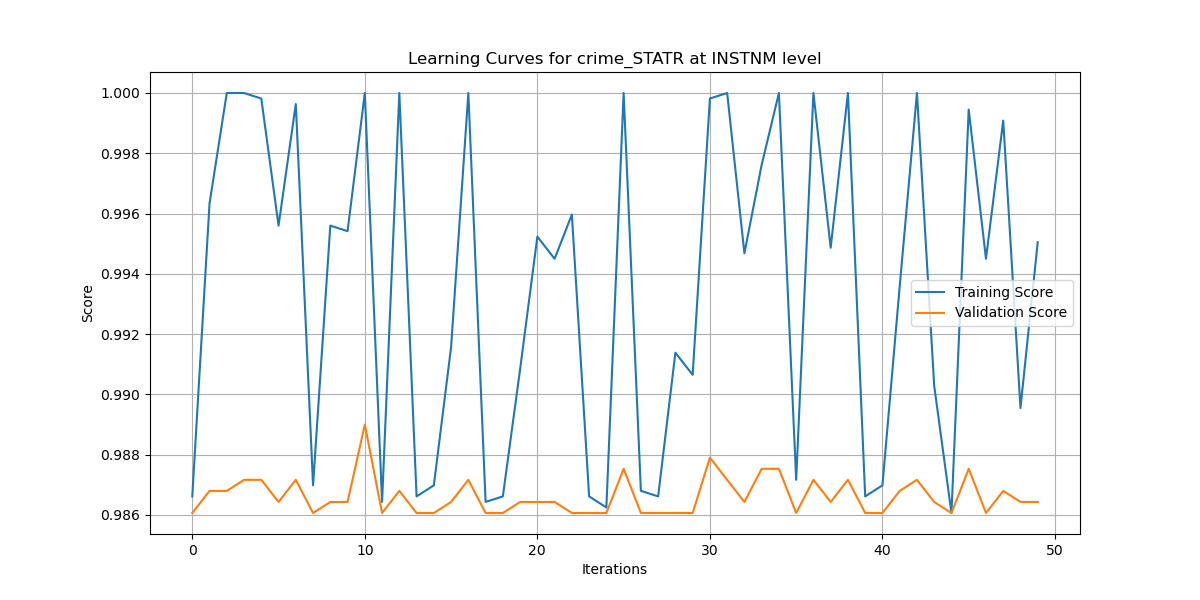 Learning Curves for crime_STATR at INSTNM level
Score
1.000
0.998
0.996
0.994
0.992
0.990
0.988
0.986
Training Score
Validation Score
0 10 20 30 40 50
Iterations